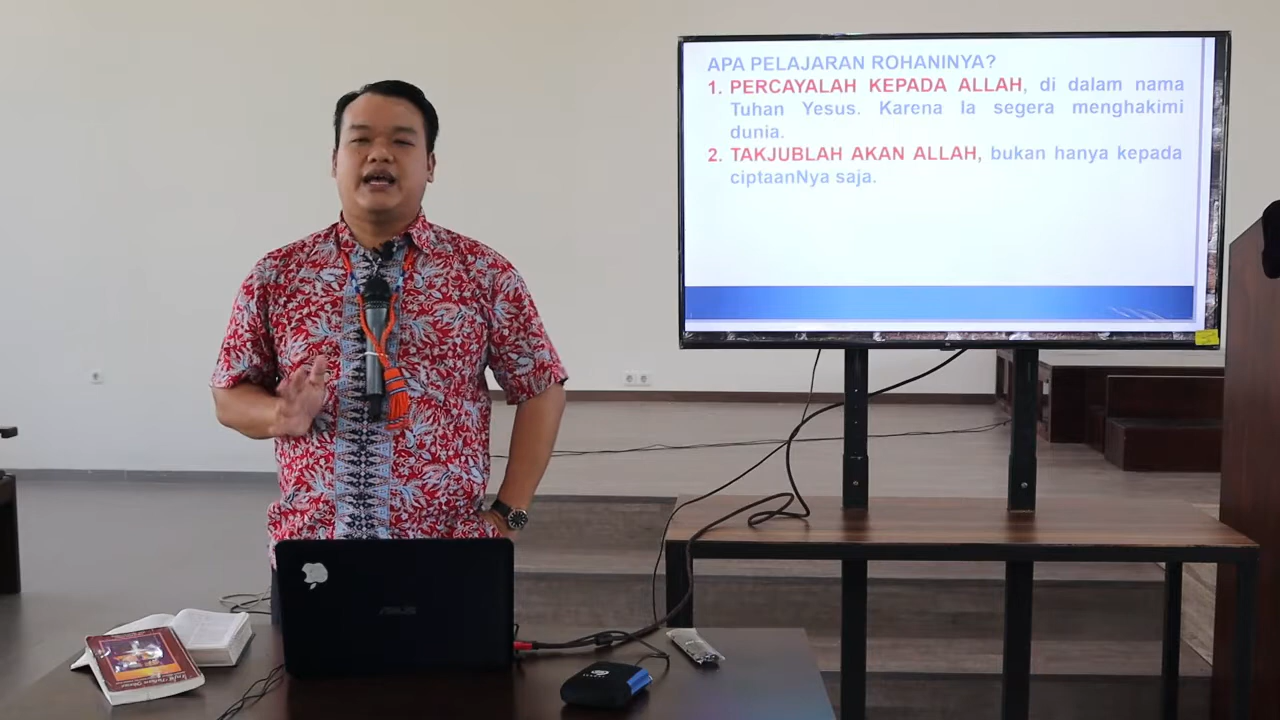 APA PELAJARAN ROHANINYA?
1. PERCAYALAH KEPADA ALLAH, di dalam nama
Tuhan Yesus. Karena Ia segera menghakimi
dunia.
2. TAKJUBLAH AKAN ALLAH, bukan hanya kepada
ciptaanNya saja.
ASUS